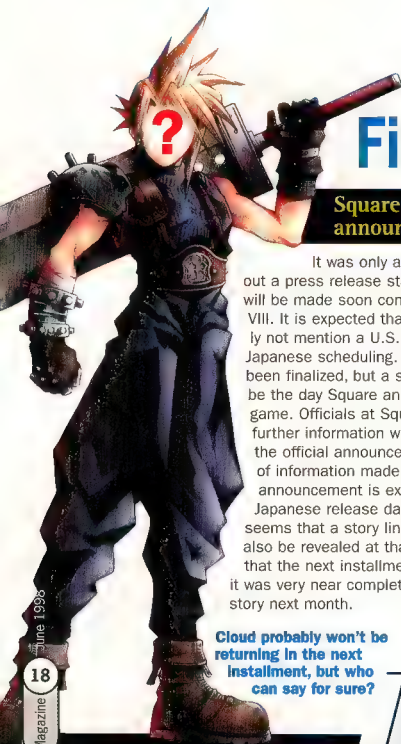 ?
Fi
Square
announ
It was only a
out a press release st
will be made soon con
VIII. It is expected tha
ly not mention a U.S.
Japanese scheduling.
been finalized, but a s
be the day Square an
game. Officials at Squ
further information w
the official announce
of information made
announcement is ex
Japanese release da
seems that a story lin
also be revealed at tha
that the next installme
it was very near comple
story next month.
Cloud probably won't be
returning in the next
installment, but who
can say for sure?
June 1998
18
Magazine